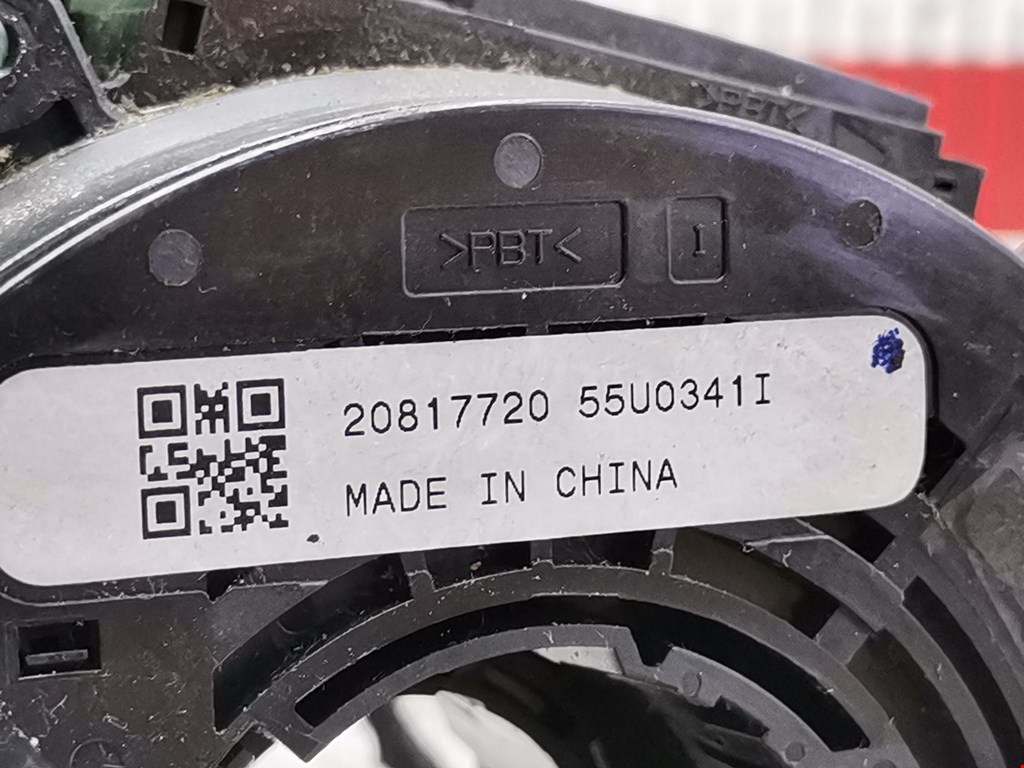 >PBT<
>PBT< I
20817720 55U0341I
MADE IN CHINA